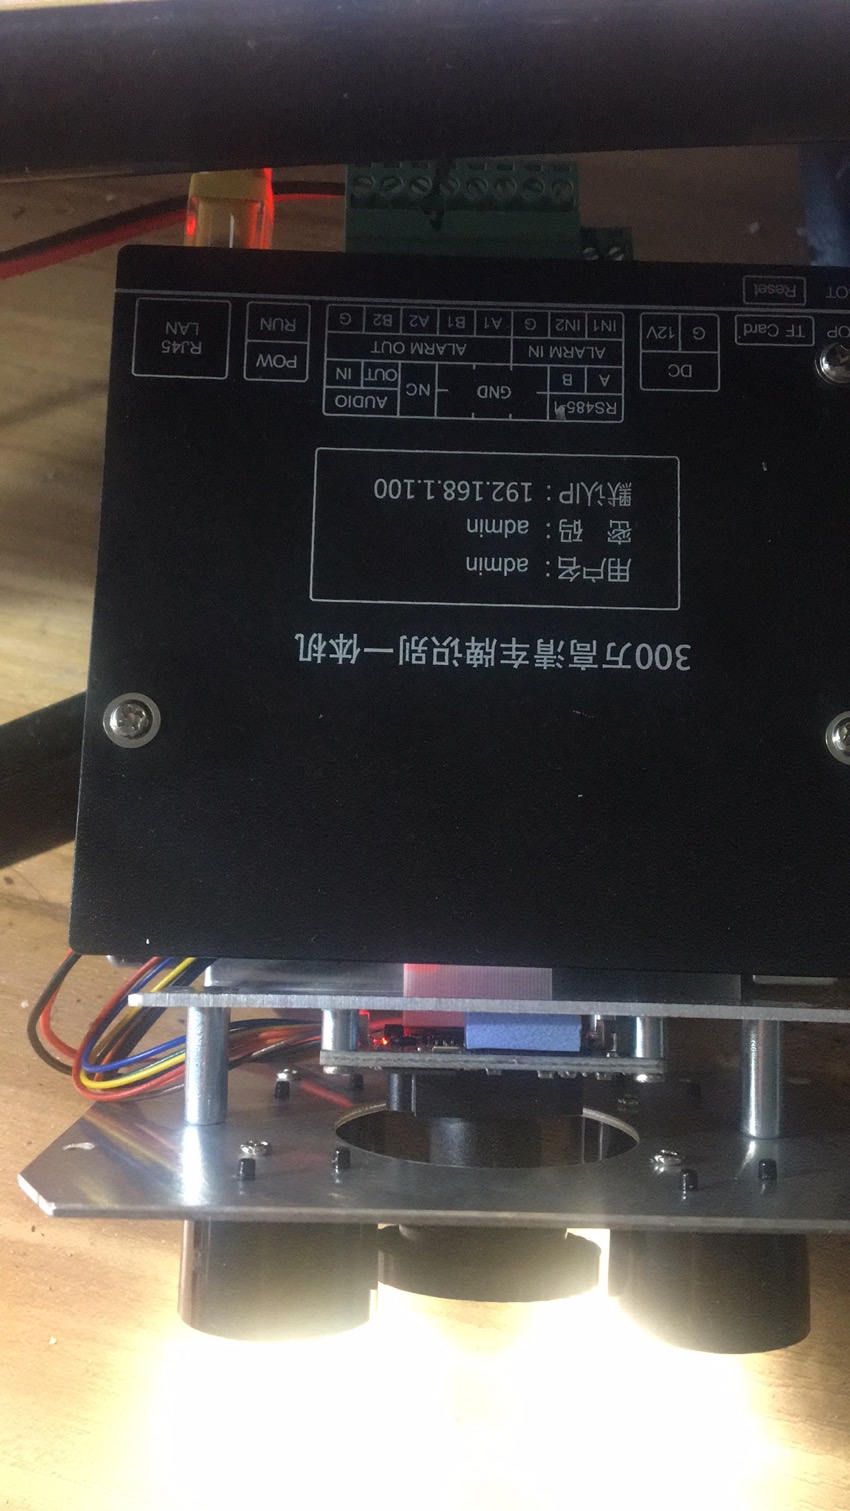 300万高清车牌识别一体机
用户名：admin
密 码：admin
默认IP：192.168.1.100
RS485-1 AUDIO
A B GND NC OUT IN
DC ALARM IN ALARM OUT POW RJ45
TF Card G 12V IN1 IN2 G A1 B1 A2 B2 G RUN LAN
Reset